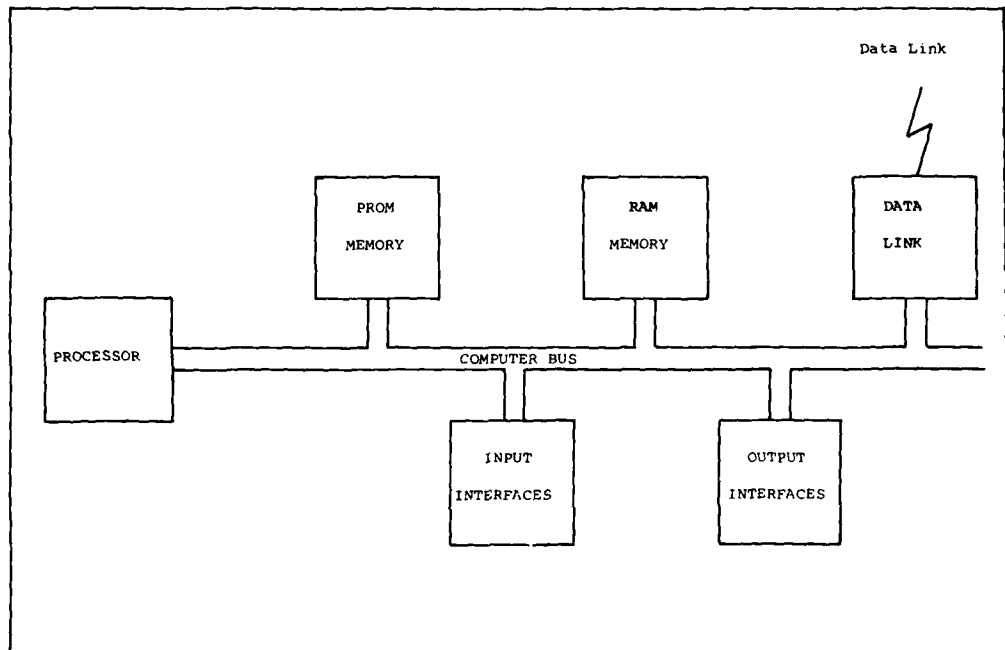 Data Link
PROM
MEMORY
RAM
MEMORY
DATA
LINK
PROCESSOR
COMPUTER BUS
INPUT
INTERFACES
OUTPUT
INTERFACES